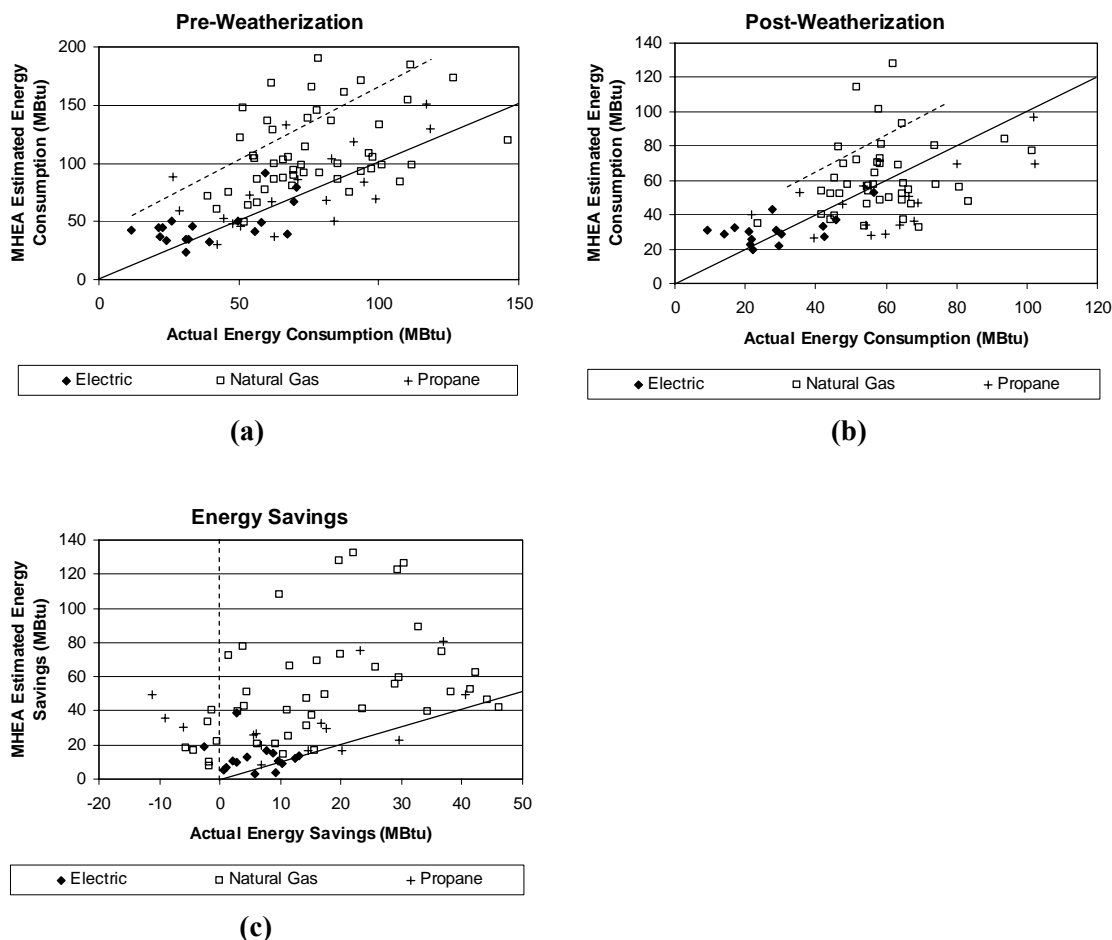 Pre-Weatherization
MHEA Estimated Energy
Consumption (MBtu)
200
150
100
50
0
0 50 100 150
Actual Energy Consumption (MBtu)
Electric Natural Gas Propane
(a)
Post-Weatherization
MHEA Estimated Energy
Consumption (MBtu)
140
120
100
80
60
40
20
0
0 20 40 60 80 100 120
Actual Energy Consumption (MBtu)
Electric Natural Gas Propane
(b)
Energy Savings
MHEA Estimated Energy
Savings (MBtu)
140
120
100
80
60
40
20
0
-20 -10 0 10 20 30 40 50
Actual Energy Savings (MBtu)
Electric Natural Gas Propane
(c)